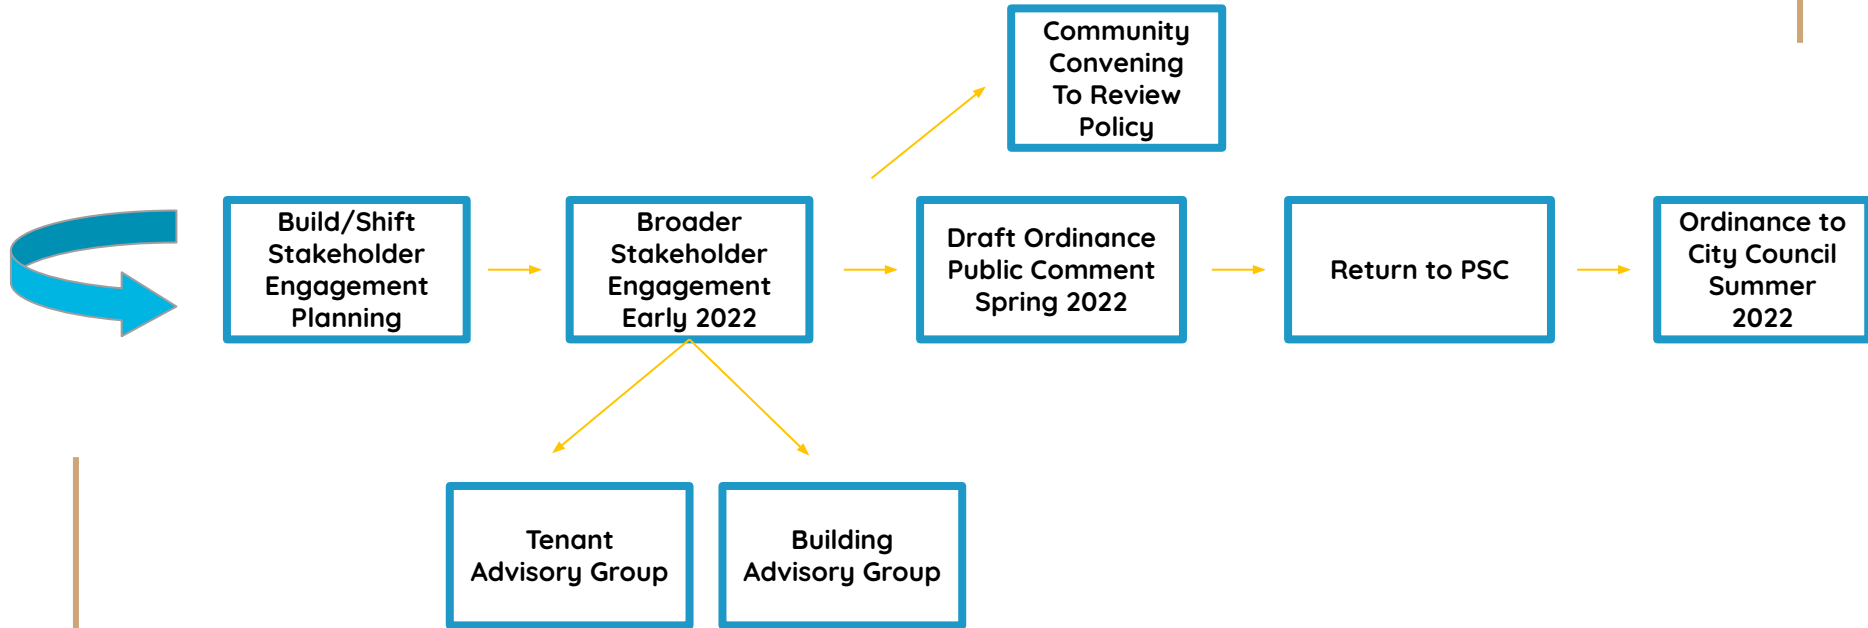 Community
Convening
To Review
Policy
Build/Shift
Stakeholder
Engagement
Planning
Broader
Stakeholder
Engagement
Early 2022
Draft Ordinance
Public Comment
Spring 2022
Return to PSC
Ordinance to
City Council
Summer
2022
Tenant
Advisory Group
Building
Advisory Group